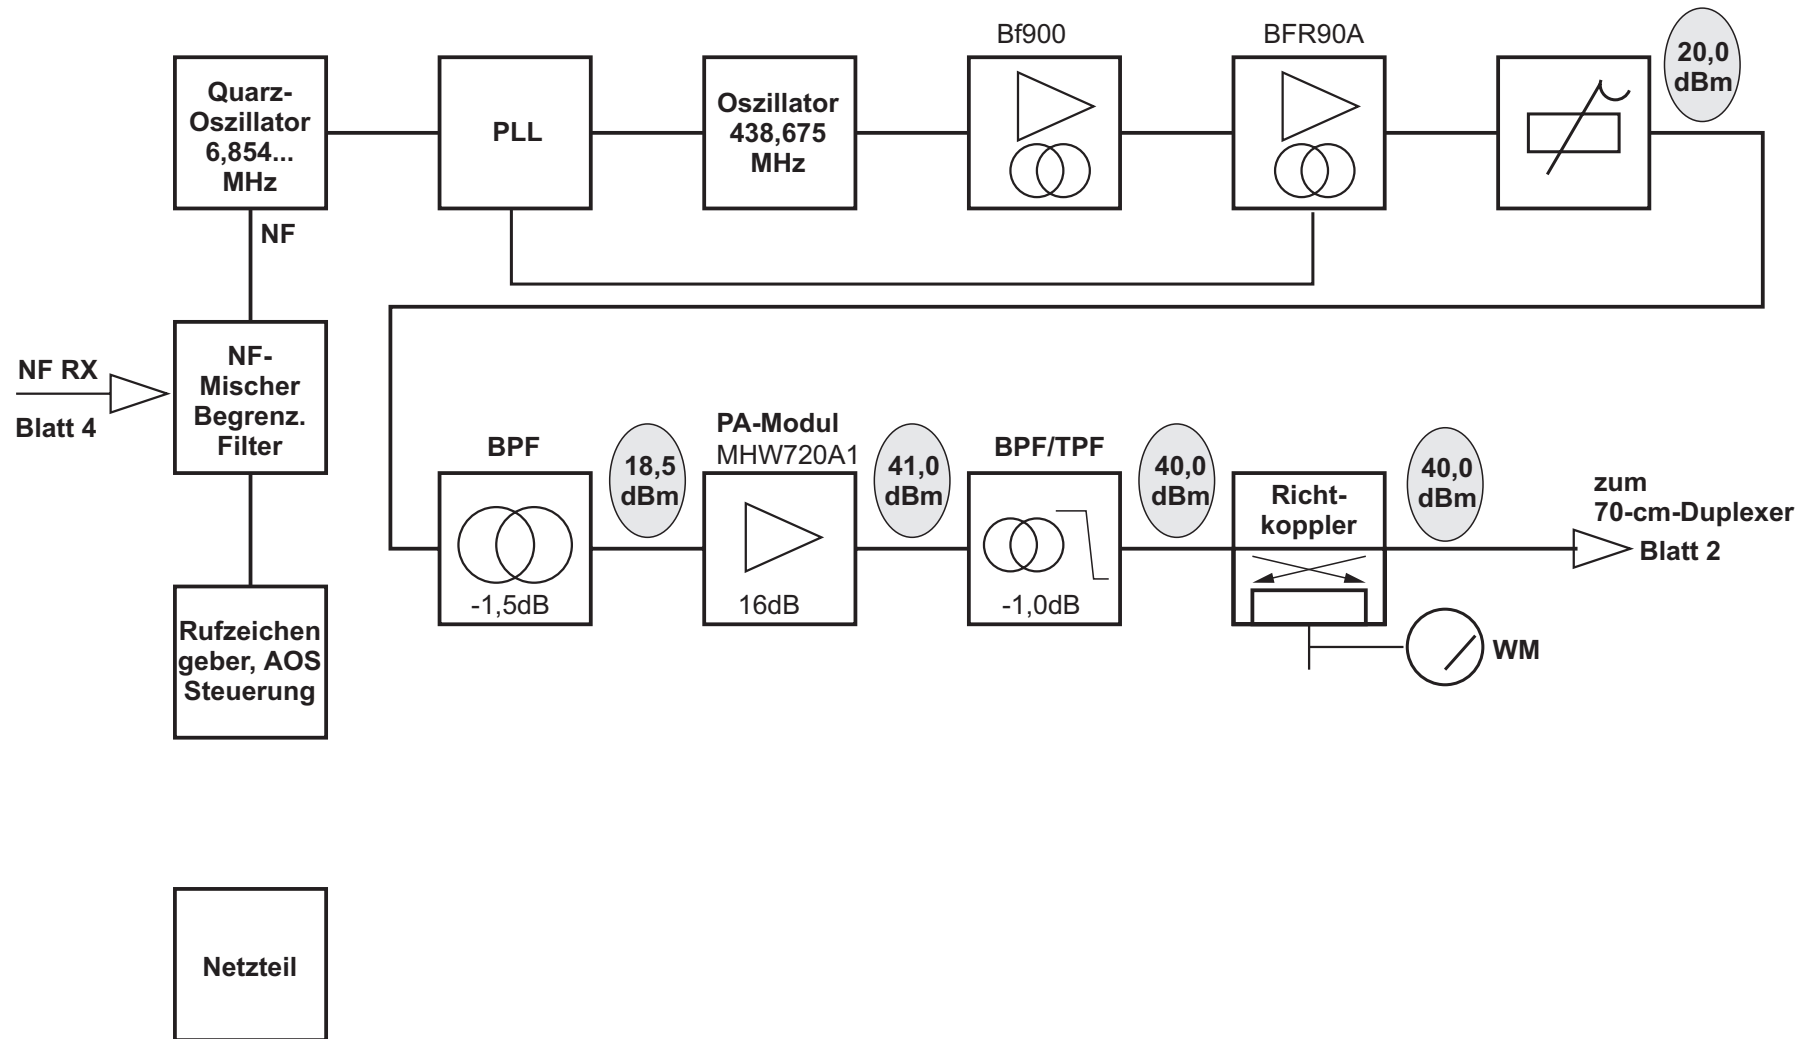 Bf900
BFR90A
20,0
dBm
Quarz-
Oszillator
6,854...
MHz
PLL
Oszillator
438,675
MHz
NF
NF RX
Blatt 4
NF-
Mischer
Begrenz.
Filter
BPF
-1,5dB
18,5
dBm
PA-Modul
MHW720A1
16dB
41,0
dBm
BPF/TPF
-1,0dB
40,0
dBm
Richt-
koppler
40,0
dBm
zum
70-cm-Duplexer
Blatt 2
WM
Rufzeichen
geber, AOS
Steuerung
Netzteil